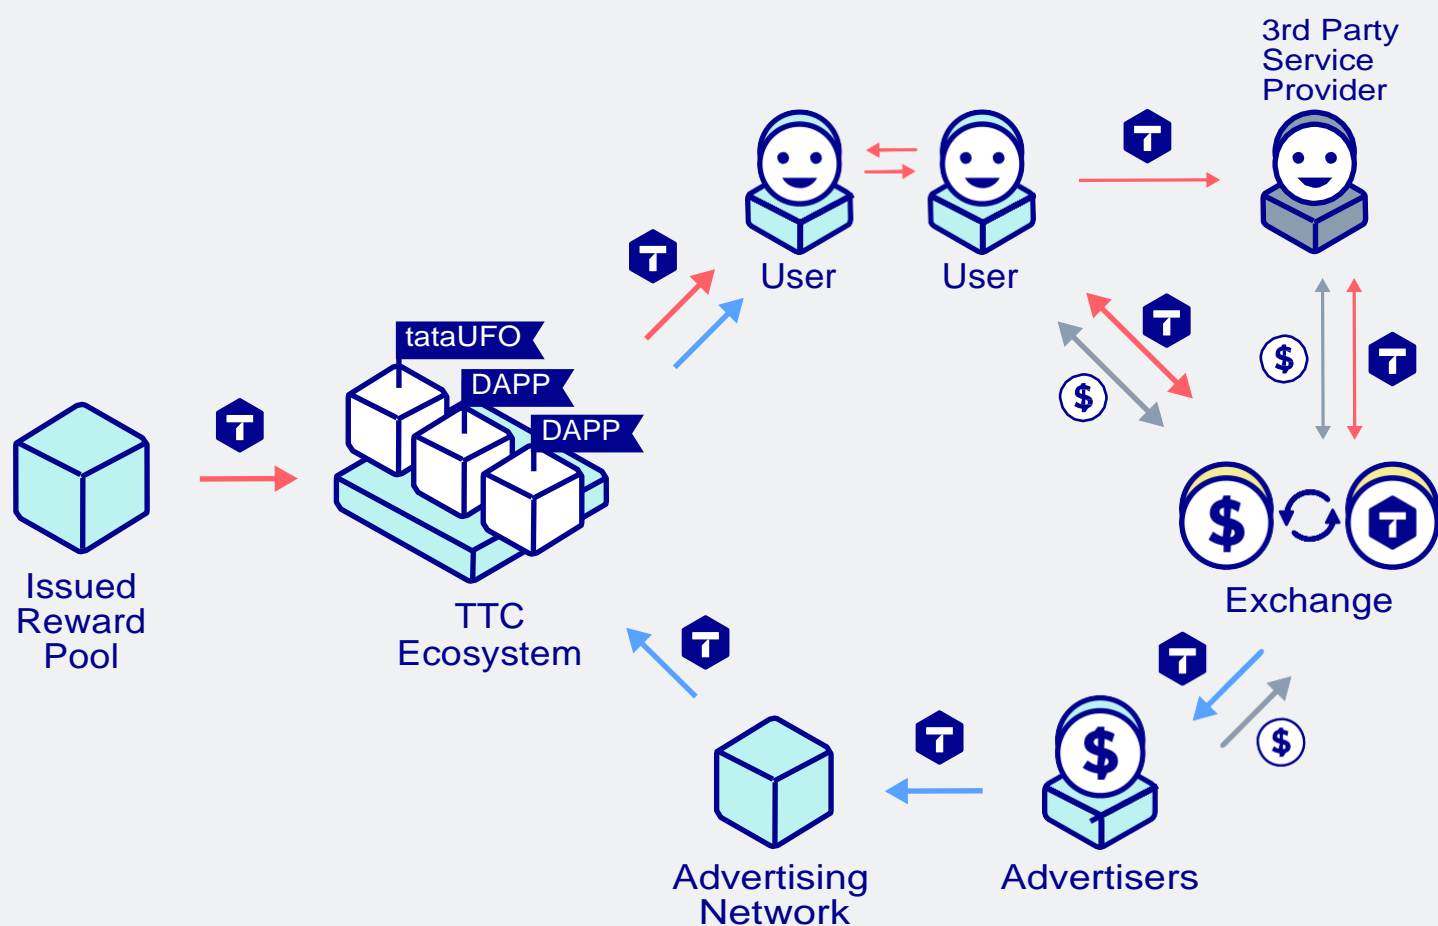 3rd Party
Service
Provider
User
User
tataUFO
DAPP
DAPP
$
$
$
Issued
Reward
Pool
TTC
Ecosystem
Exchange
$
$
Advertising
Network
Advertisers